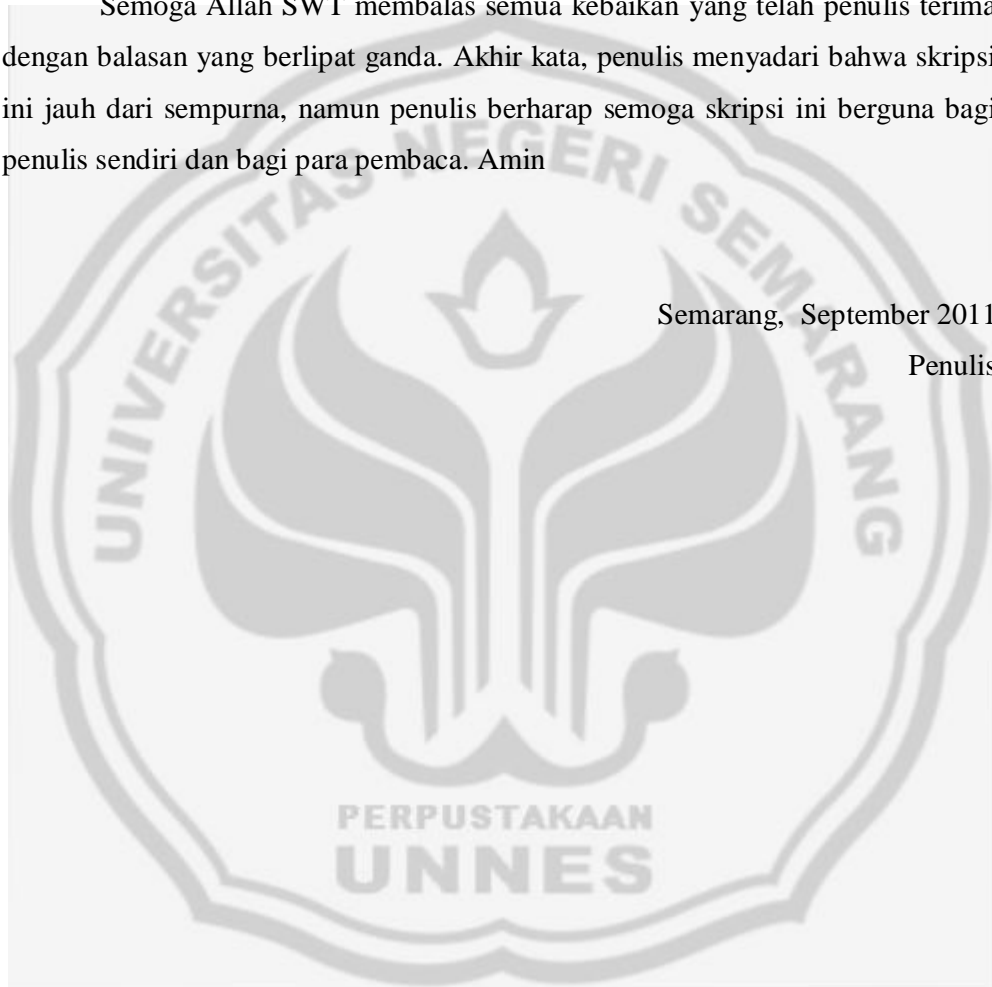 Semoga Allah SWT membalas semua kebaikan yang telah penulis terima
dengan balasan yang berlipat ganda. Akhir kata, penulis menyadari bahwa skripsi
ini jauh dari sempurna, namun penulis berharap semoga skripsi ini berguna bagi
penulis sendiri dan bagi para pembaca. Amin
Semarang, September 2011
Penulis
UNIVERSITAS NEGERI SEMARANG
PERPUSTAKAAN
UNNES